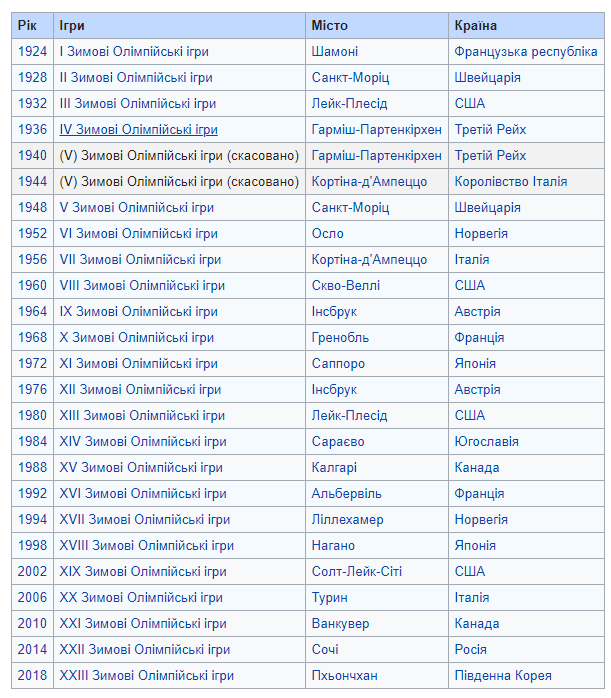 Рік Ігри Місто Країна
1924 I Зимові Олімпійські ігри Шамоні Французька республіка
1928 II Зимові Олімпійські ігри Санкт-Моріц Швейцарія
1932 III Зимові Олімпійські ігри Лейк-Плесід США
1936 IV Зимові Олімпійські ігри Гарміш-Партенкірхен Третій Рейх
1940 (V) Зимові Олімпійські ігри (скасовано) Гарміш-Партенкірхен Третій Рейх
1944 (V) Зимові Олімпійські ігри (скасовано) Кортіна-д'Ампеццо Королівство Італія
1948 V Зимові Олімпійські ігри Санкт-Моріц Швейцарія
1952 VI Зимові Олімпійські ігри Осло Норвегія
1956 VII Зимові Олімпійські ігри Кортіна-д'Ампеццо Італія
1960 VIII Зимові Олімпійські ігри Скво-Веллі США
1964 IX Зимові Олімпійські ігри Інсбрук Австрія
1968 X Зимові Олімпійські ігри Гренобль Франція
1972 XI Зимові Олімпійські ігри Саппоро Японія
1976 XII Зимові Олімпійські ігри Інсбрук Австрія
1980 XIII Зимові Олімпійські ігри Лейк-Плесід США
1984 XIV Зимові Олімпійські ігри Сараєво Югославія
1988 XV Зимові Олімпійські ігри Калгарі Канада
1992 XVI Зимові Олімпійські ігри Альбервіль Франція
1994 XVII Зимові Олімпійські ігри Ліллехамер Норвегія
1998 XVIII Зимові Олімпійські ігри Нагано Японія
2002 XIX Зимові Олімпійські ігри Солт-Лейк-Сіті США
2006 XX Зимові Олімпійські ігри Турин Італія
2010 XXI Зимові Олімпійські ігри Ванкувер Канада
2014 XXII Зимові Олімпійські ігри Сочі Росія
2018 XXIII Зимові Олімпійські ігри Пхьончхан Південна Корея